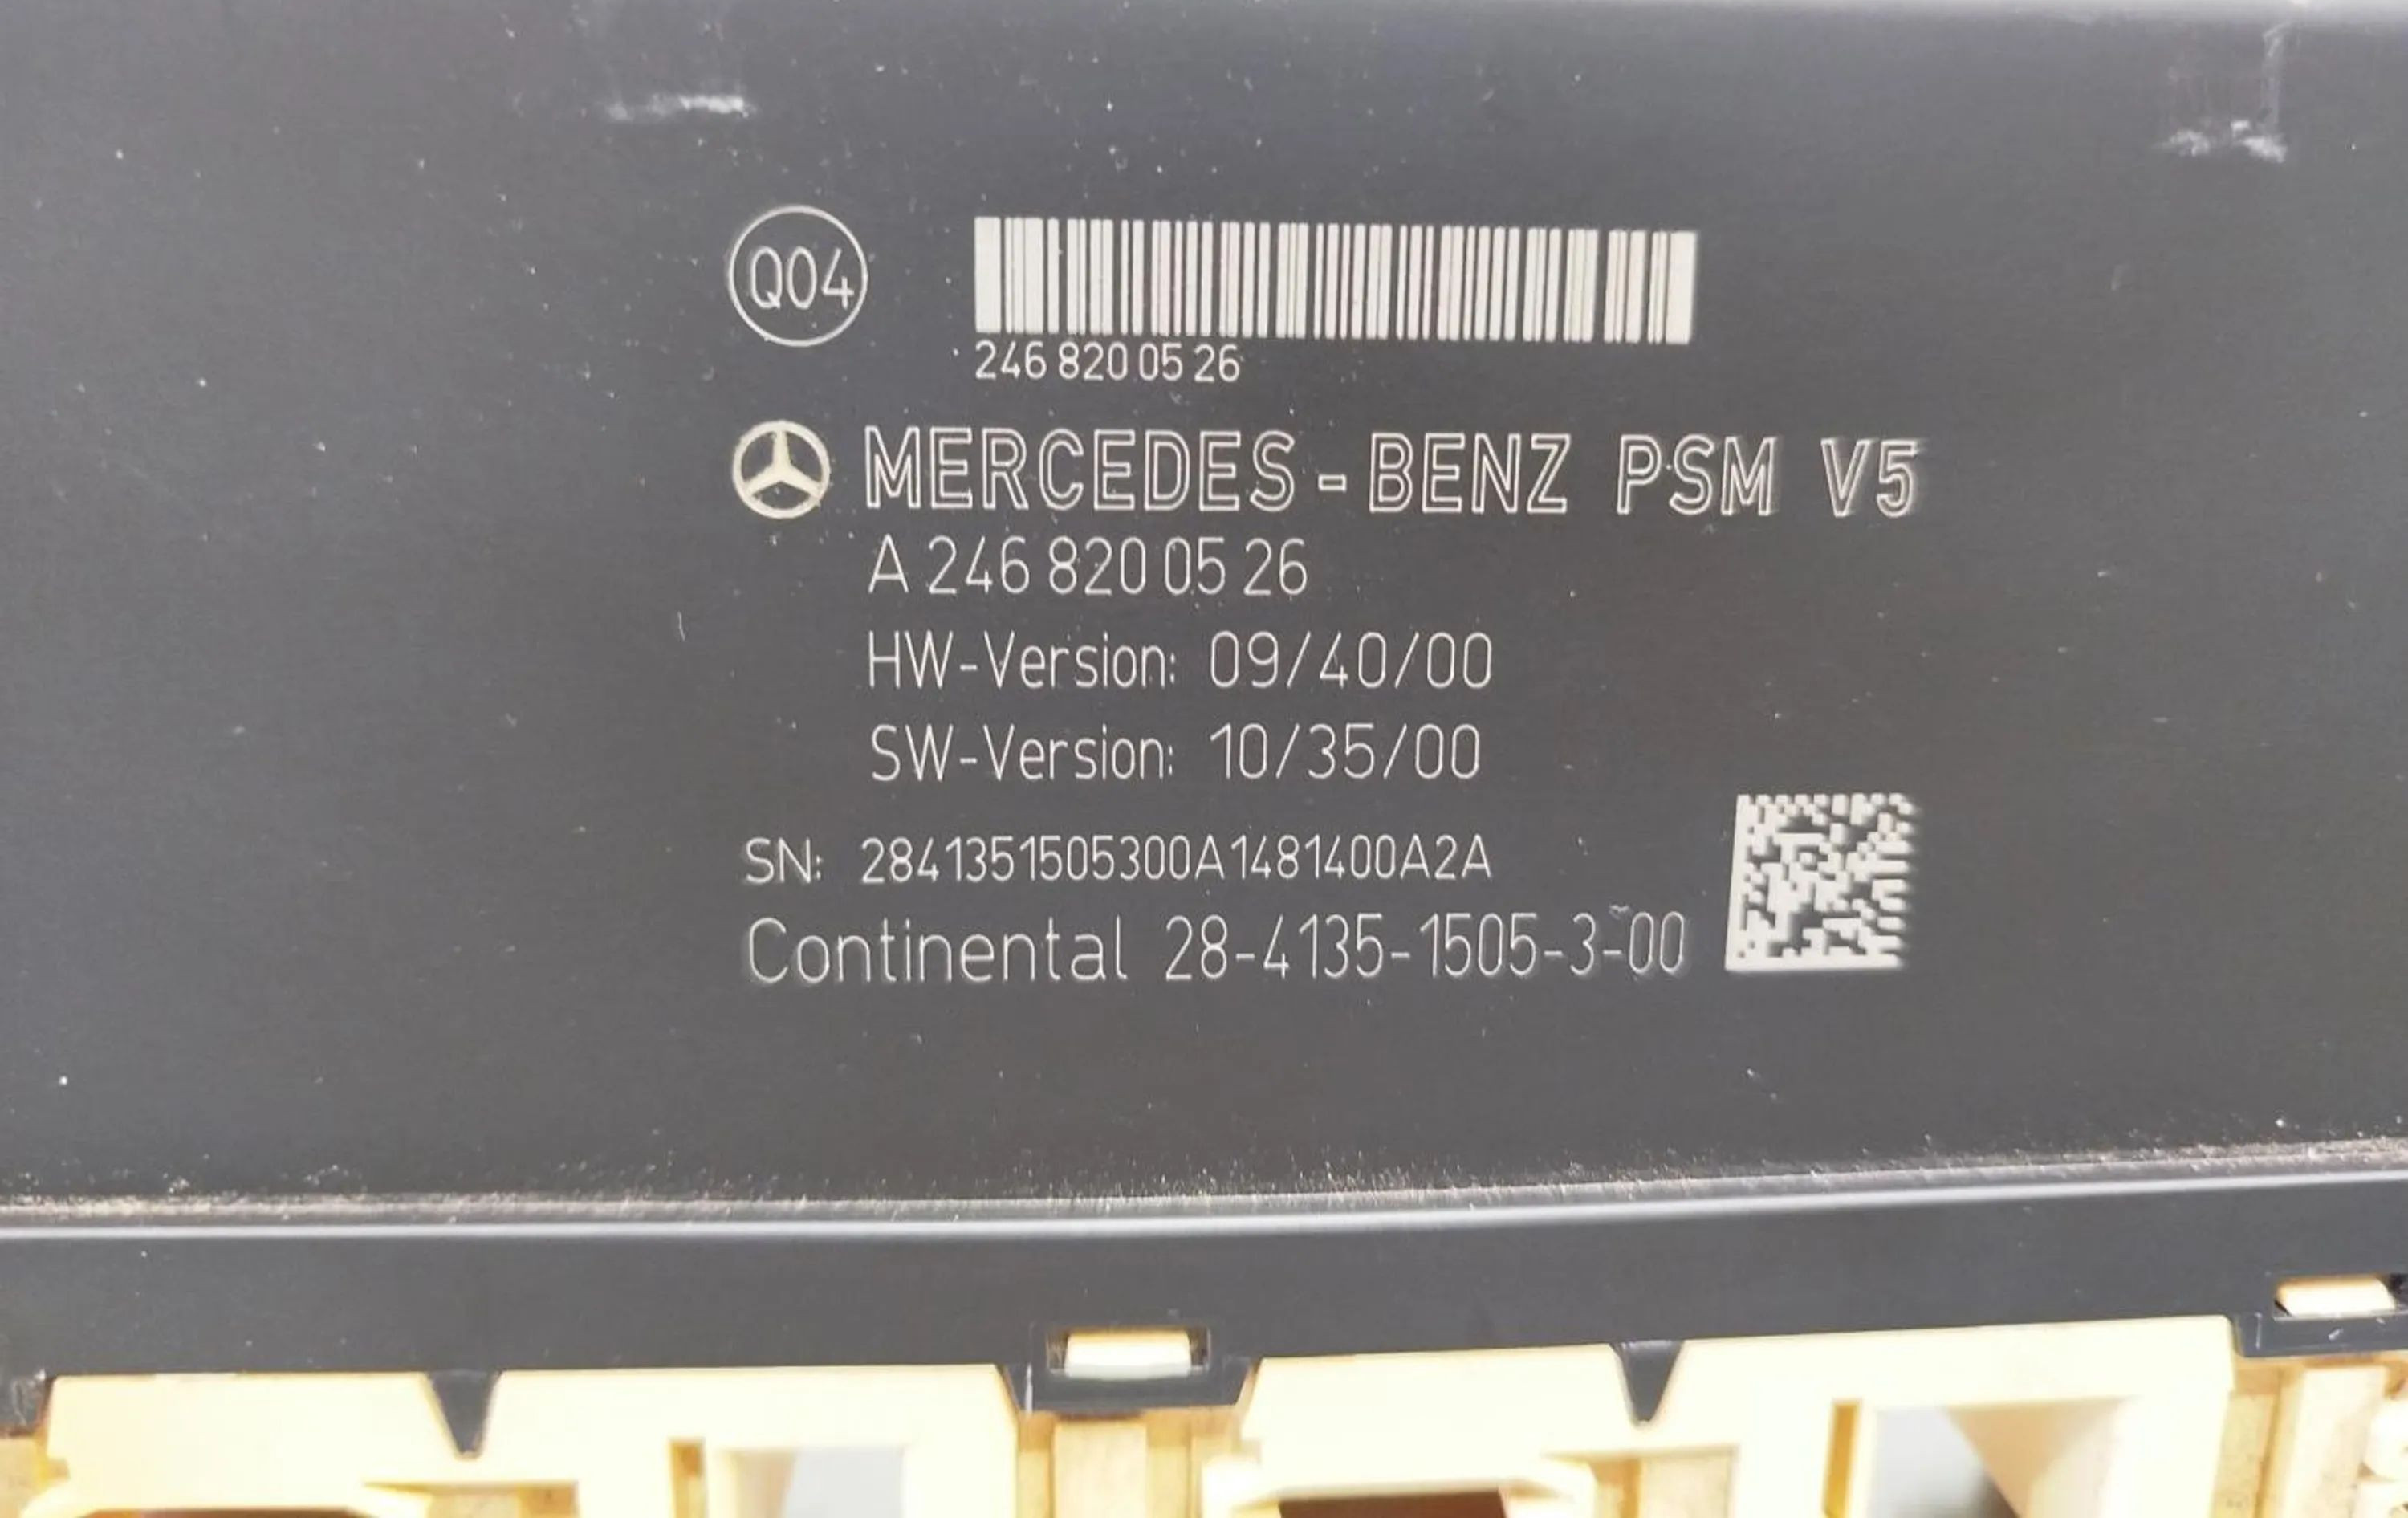 Q04
246 820 05 26
MERCEDES-BENZ PSM V5
A 246 820 05 26
HW-Version: 09/40/00
SW-Version: 10/35/00
SN: 2841351505300A1481400A2A
Continental 28-4135-1505-3-00